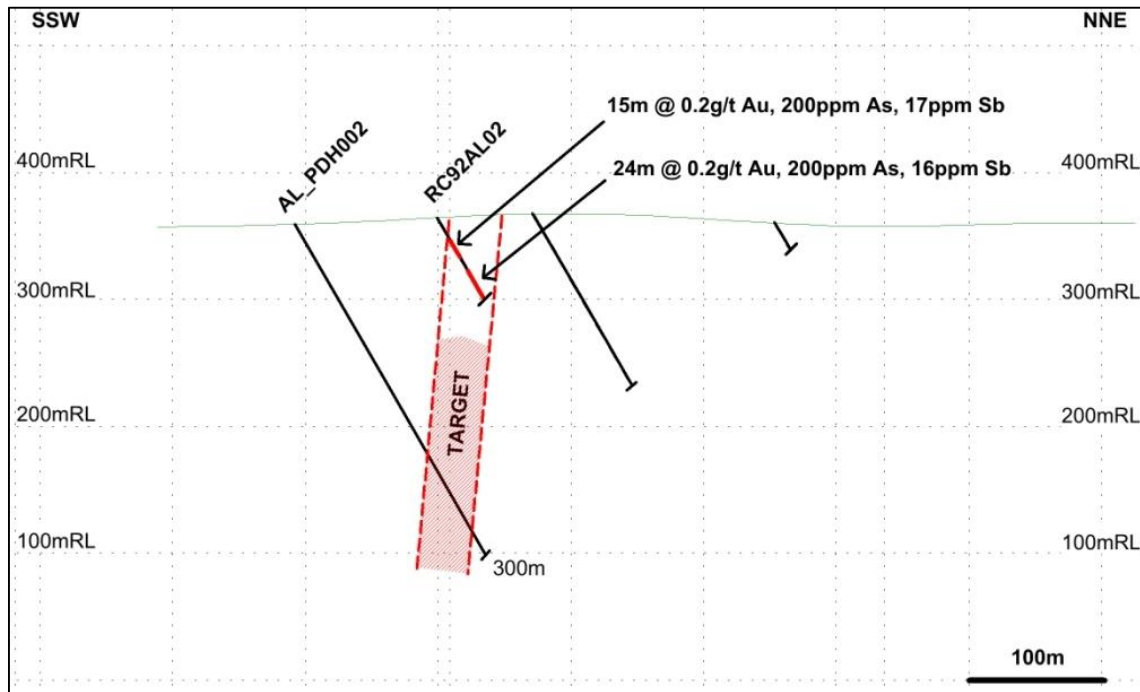 SSW
NNE
15m @ 0.2g/t Au, 200ppm As, 17ppm Sb
24m @ 0.2g/t Au, 200ppm As, 16ppm Sb
AL_PDH002
RC92AL02
400mRL
400mRL
300mRL
300mRL
TARGET
200mRL
200mRL
100mRL
100mRL
300m
100m